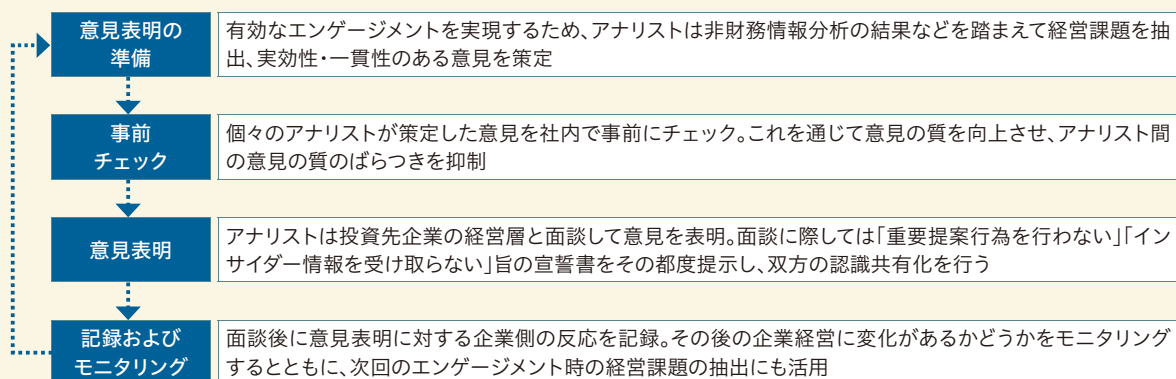 意見表明の
準備
有効なエンゲージメントを実現するため、アナリストは非財務情報分析の結果などを踏まえて経営課題を抽
出、実効性・一貫性のある意見を策定
事前
チェック
個々のアナリストが策定した意見を社内で事前にチェック。これを通じて意見の質を向上させ、アナリスト間
の意見の質のばらつきを抑制
意見表明
アナリストは投資先企業の経営層と面談して意見を表明。面談に際しては「重要提案行為を行わない」「イン
サイダー情報を受け取らない」旨の宣誓書をその都度提示し、双方の認識共有化を行う
記録および
モニタリング
面談後に意見表明に対する企業側の反応を記録。その後の企業経営に変化があるかどうかをモニタリング
するとともに、次回のエンゲージメント時の経営課題の抽出にも活用